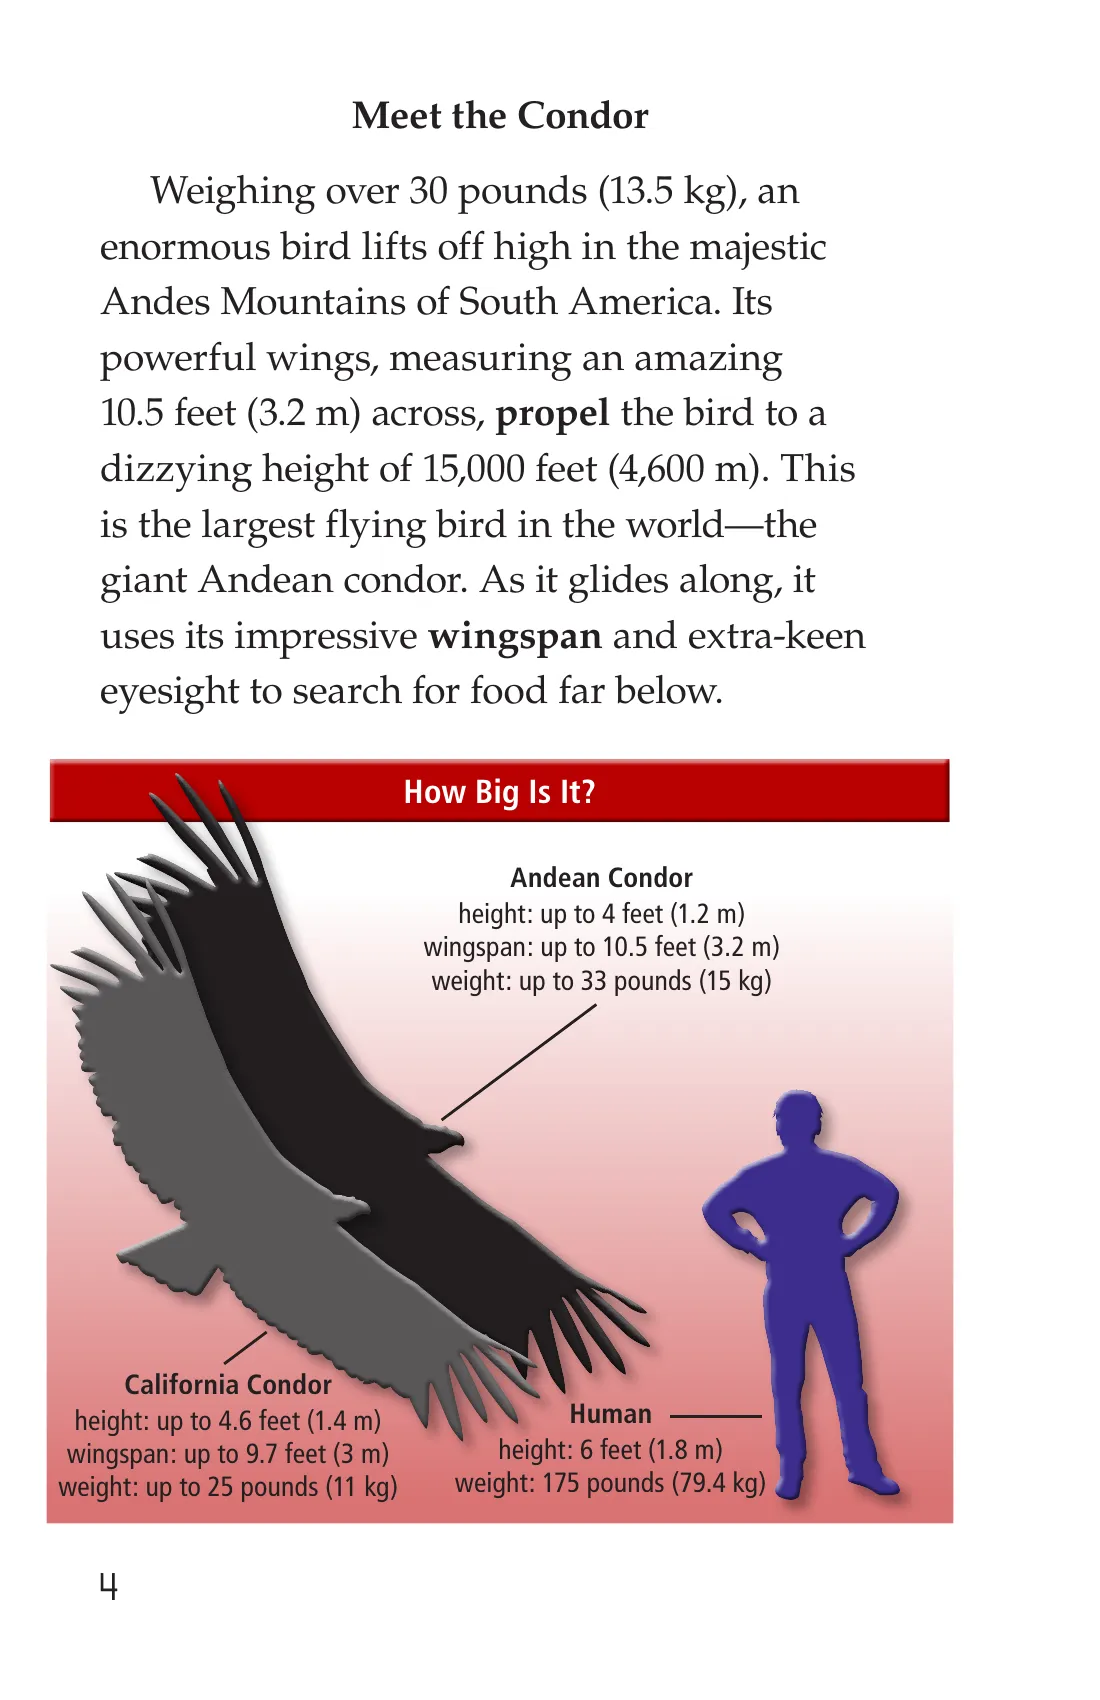 Meet the Condor
Weighing over 30 pounds (13.5 kg), an
enormous bird lifts off high in the majestic
Andes Mountains of South America. Its
powerful wings, measuring an amazing
10.5 feet (3.2 m) across, propel the bird to a
dizzying height of 15,000 feet (4,600 m). This
is the largest flying bird in the world—the
giant Andean condor. As it glides along, it
uses its impressive wingspan and extra-keen
eyesight to search for food far below.
How Big Is It?
Andean Condor
height: up to 4 feet (1.2 m)
wingspan: up to 10.5 feet (3.2 m)
weight: up to 33 pounds (15 kg)
California Condor
height: up to 4.6 feet (1.4 m)
wingspan: up to 9.7 feet (3 m)
weight: up to 25 pounds (11 kg)
Human
height: 6 feet (1.8 m)
weight: 175 pounds (79.4 kg)
4